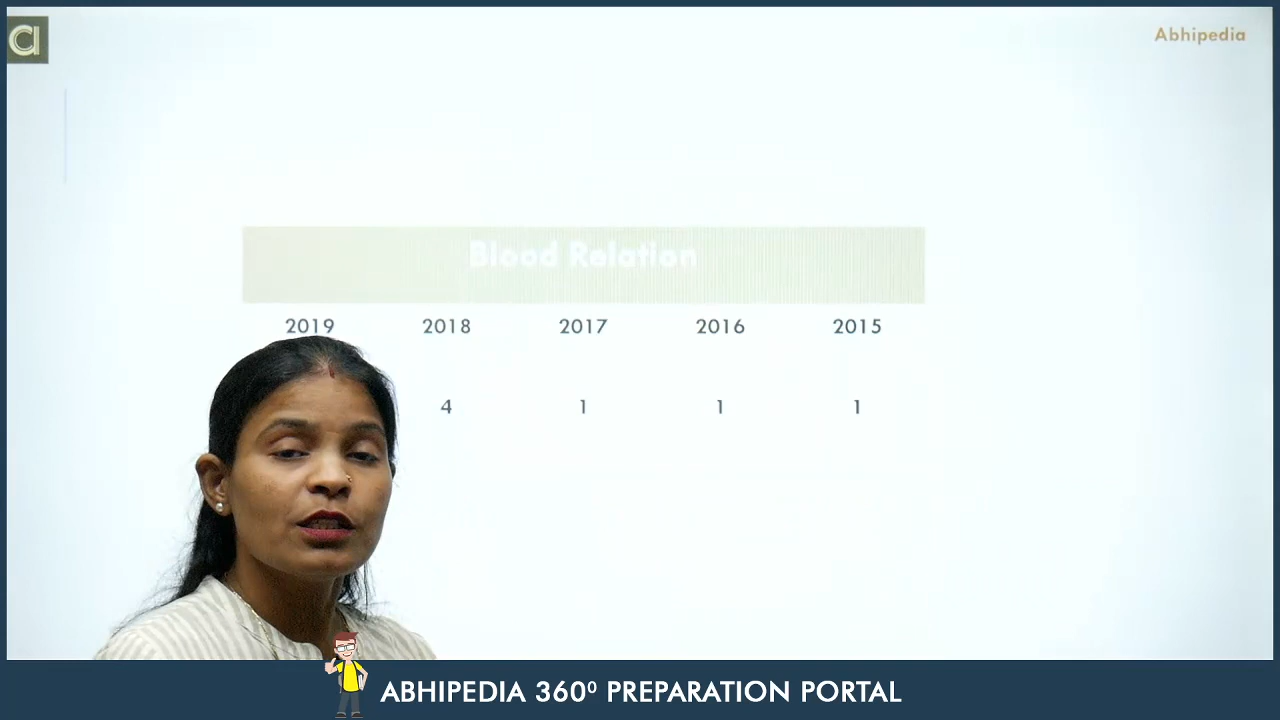 a
Abhipedia
Blood Relation
2019 2018 2017 2016 2015
4 1 1 1
ABHIPEDIA 360⁰ PREPARATION PORTAL